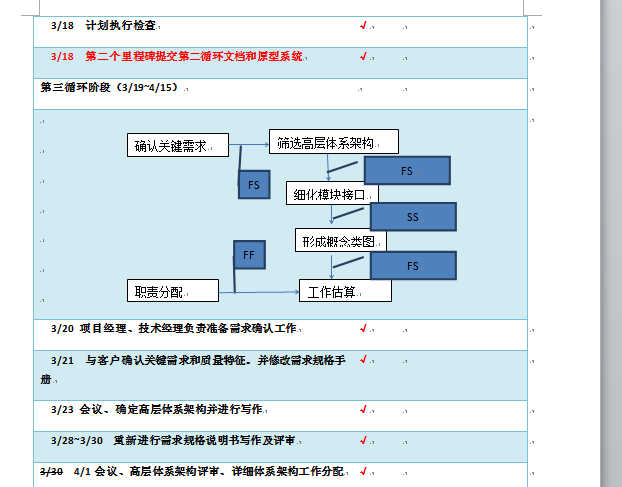 3/18 计划执行检查 √
3/18 第二个里程碑提交第二循环文档和原型系统 √
第三循环阶段（3/19~4/15）
确认关键需求 筛选高层体系架构
FS
FS
细化模块接口
SS
形成概念类图
FF
FS
职责分配 工作估算
3/20 项目经理、技术经理负责准备需求确认工作 √
3/21 与客户确认关键需求和质量特征。并修改需求规格手 √
册
3/23 会议、确定高层体系架构并进行写作 √
3/28~3/30 重新进行需求规格说明书写作及评审 √
3/30 4/1 会议、高层体系架构评审、详细体系架构工作分配 √